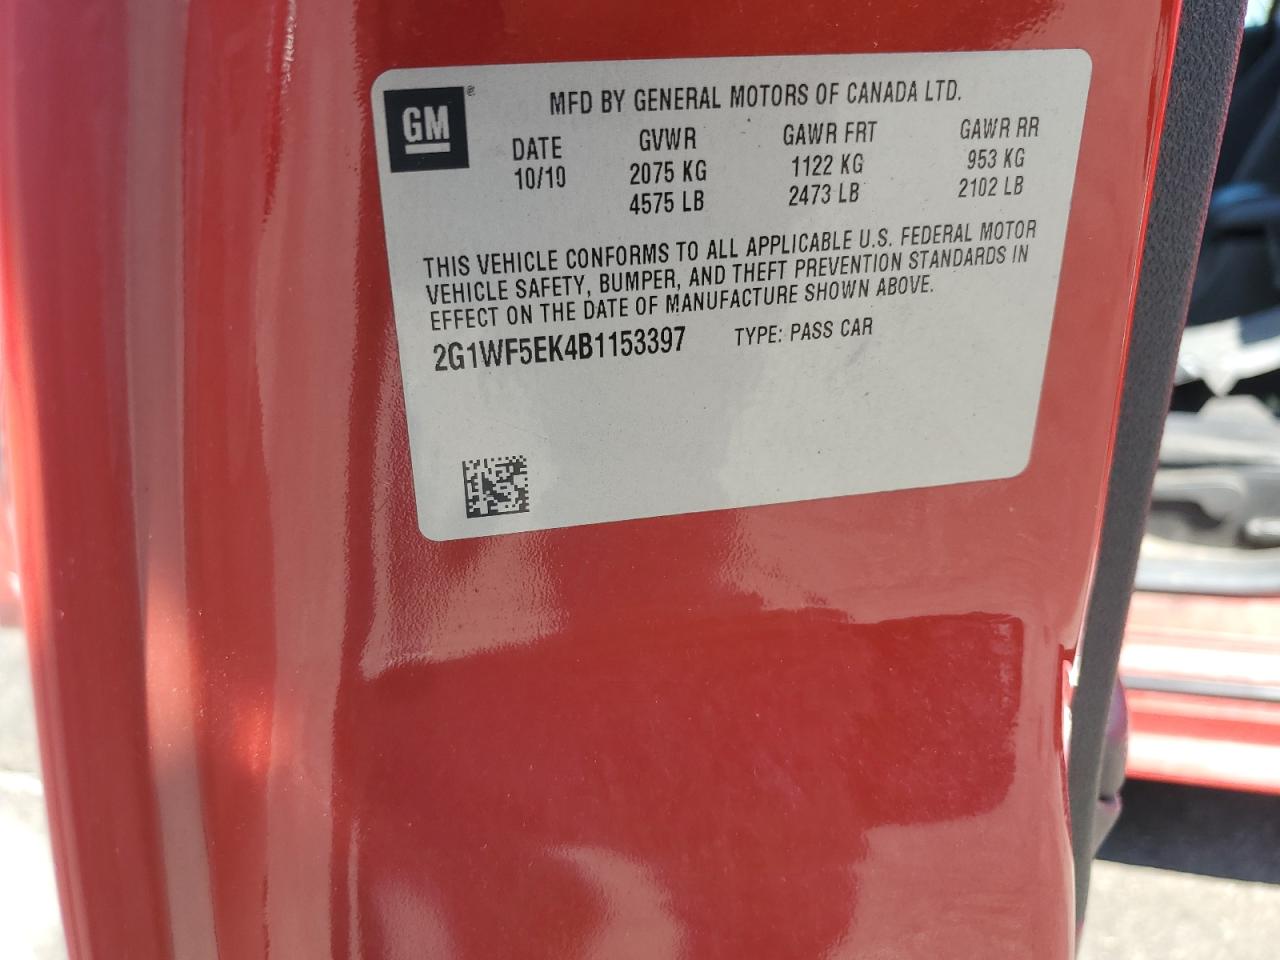 GM
MFD BY GENERAL MOTORS OF CANADA LTD.
DATE GVWR GAWR FRT GAWR RR
10/10 2075 KG 1122 KG 953 KG
4575 LB 2473 LB 2102 LB
THIS VEHICLE CONFORMS TO ALL APPLICABLE U.S. FEDERAL MOTOR
VEHICLE SAFETY, BUMPER, AND THEFT PREVENTION STANDARDS IN
EFFECT ON THE DATE OF MANUFACTURE SHOWN ABOVE.
2G1WF5EK4B1153397 TYPE: PASS CAR